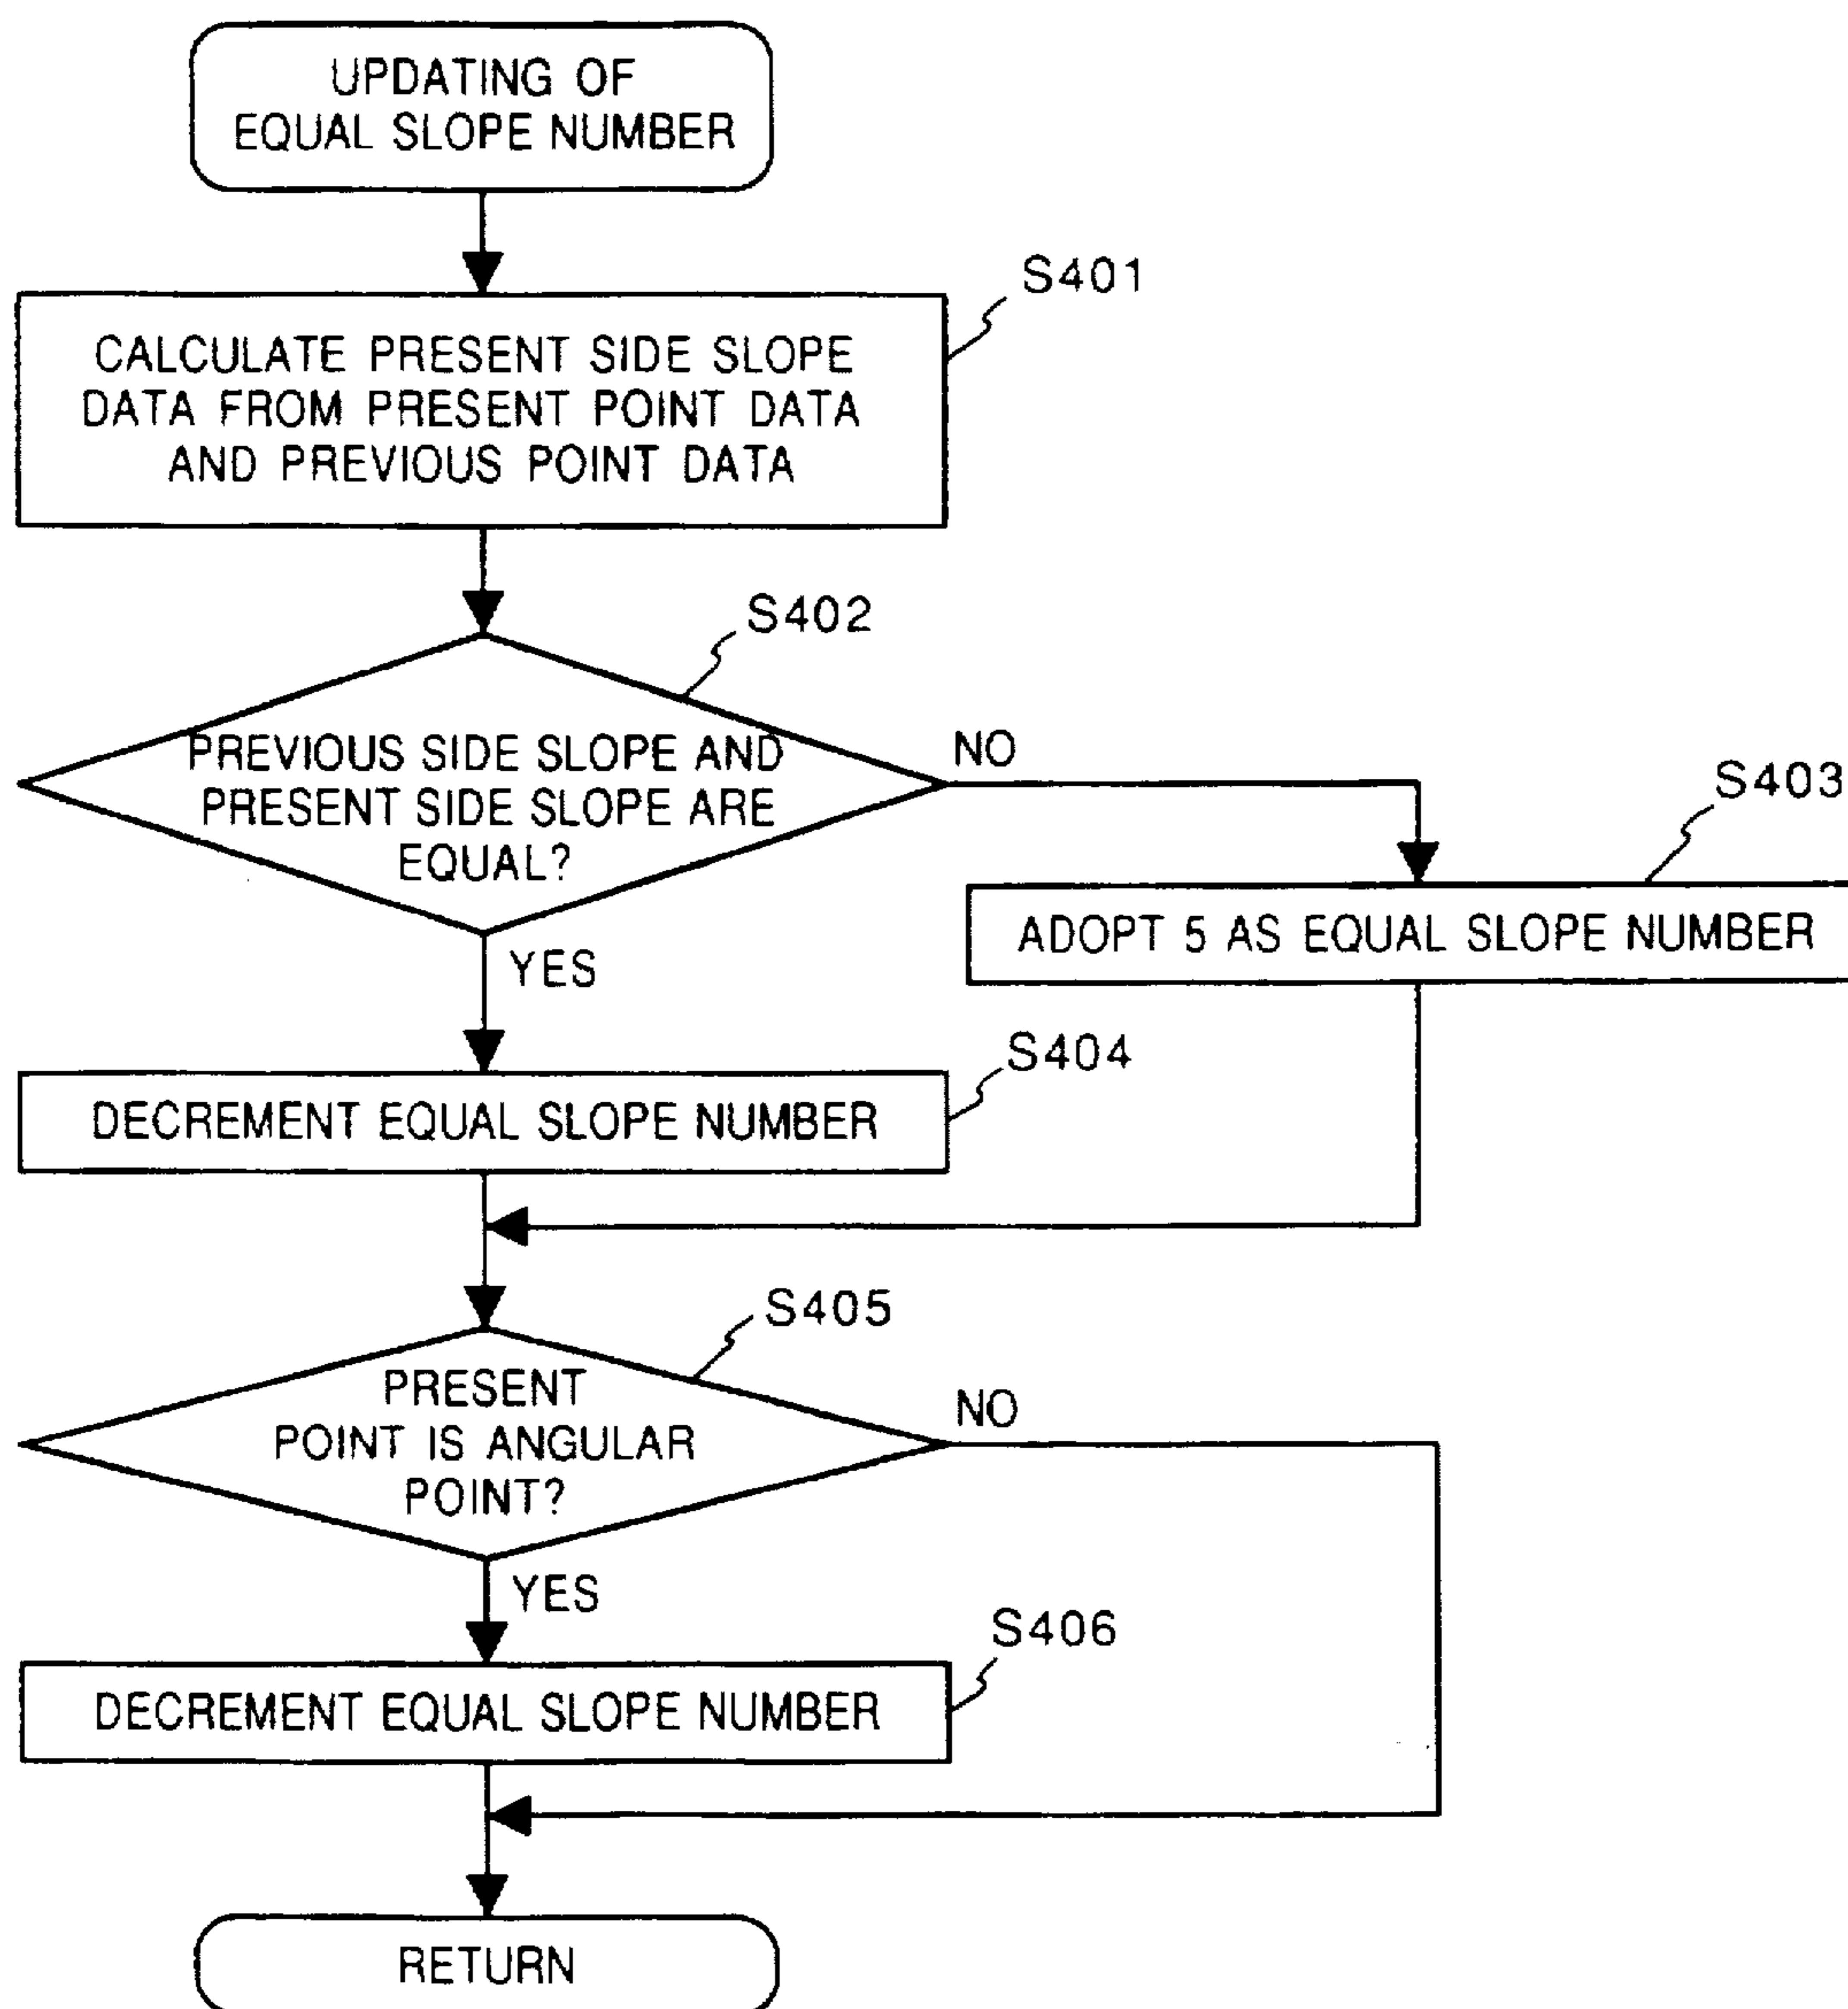 UPDATING OF
EQUAL SLOPE NUMBER
S401
CALCULATE PRESENT SIDE SLOPE
DATA FROM PRESENT POINT DATA
AND PREVIOUS POINT DATA
S402
PREVIOUS SIDE SLOPE AND
PRESENT SIDE SLOPE ARE
EQUAL?
NO
S403
ADOPT 5 AS EQUAL SLOPE NUMBER
YES
S404
DECREMENT EQUAL SLOPE NUMBER
S405
PRESENT
POINT IS ANGULAR
POINT?
NO
YES
S406
DECREMENT EQUAL SLOPE NUMBER
RETURN